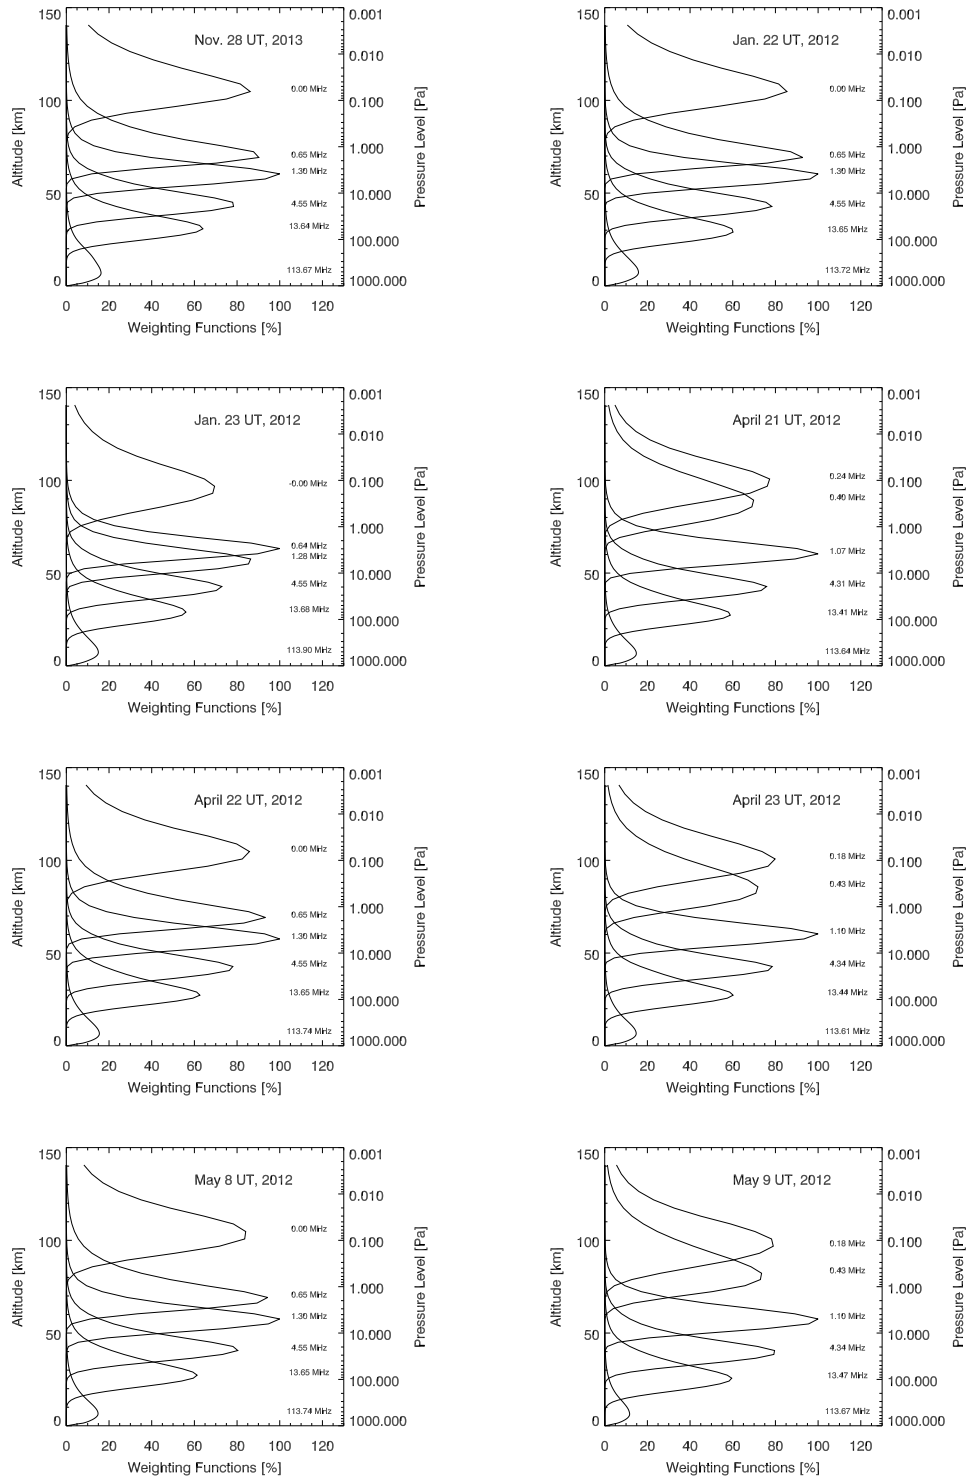 Nov. 28 UT, 2013
Altitude [km]
150
100
50
0
0.00 MHz
0.65 MHz
1.30 MHz
4.55 MHz
13.64 MHz
113.67 MHz
0.001
0.010
0.100
1.000
10.000
100.000
1000.000
Pressure Level [Pa]
0 20 40 60 80 100 120
Weighting Functions [%]
Jan. 22 UT, 2012
Altitude [km]
150
100
50
0
0.00 MHz
0.65 MHz
1.30 MHz
4.55 MHz
13.65 MHz
113.72 MHz
0.001
0.010
0.100
1.000
10.000
100.000
1000.000
Pressure Level [Pa]
0 20 40 60 80 100 120
Weighting Functions [%]
Jan. 23 UT, 2012
Altitude [km]
150
100
50
0
-0.00 MHz
0.64 MHz
1.28 MHz
4.55 MHz
13.68 MHz
113.90 MHz
0.001
0.010
0.100
1.000
10.000
100.000
1000.000
Pressure Level [Pa]
0 20 40 60 80 100 120
Weighting Functions [%]
April 21 UT, 2012
Altitude [km]
150
100
50
0
0.24 MHz
0.40 MHz
1.07 MHz
4.31 MHz
13.41 MHz
113.64 MHz
0.001
0.010
0.100
1.000
10.000
100.000
1000.000
Pressure Level [Pa]
0 20 40 60 80 100 120
Weighting Functions [%]
April 22 UT, 2012
Altitude [km]
150
100
50
0
0.00 MHz
0.65 MHz
1.30 MHz
4.55 MHz
13.65 MHz
113.74 MHz
0.001
0.010
0.100
1.000
10.000
100.000
1000.000
Pressure Level [Pa]
0 20 40 60 80 100 120
Weighting Functions [%]
April 23 UT, 2012
Altitude [km]
150
100
50
0
0.18 MHz
0.43 MHz
1.10 MHz
4.34 MHz
13.44 MHz
113.61 MHz
0.001
0.010
0.100
1.000
10.000
100.000
1000.000
Pressure Level [Pa]
0 20 40 60 80 100 120
Weighting Functions [%]
May 8 UT, 2012
Altitude [km]
150
100
50
0
0.00 MHz
0.65 MHz
1.30 MHz
4.55 MHz
13.65 MHz
113.74 MHz
0.001
0.010
0.100
1.000
10.000
100.000
1000.000
Pressure Level [Pa]
0 20 40 60 80 100 120
Weighting Functions [%]
May 9 UT, 2012
Altitude [km]
150
100
50
0
0.18 MHz
0.43 MHz
1.10 MHz
4.34 MHz
13.47 MHz
113.67 MHz
0.001
0.010
0.100
1.000
10.000
100.000
1000.000
Pressure Level [Pa]
0 20 40 60 80 100 120
Weighting Functions [%]